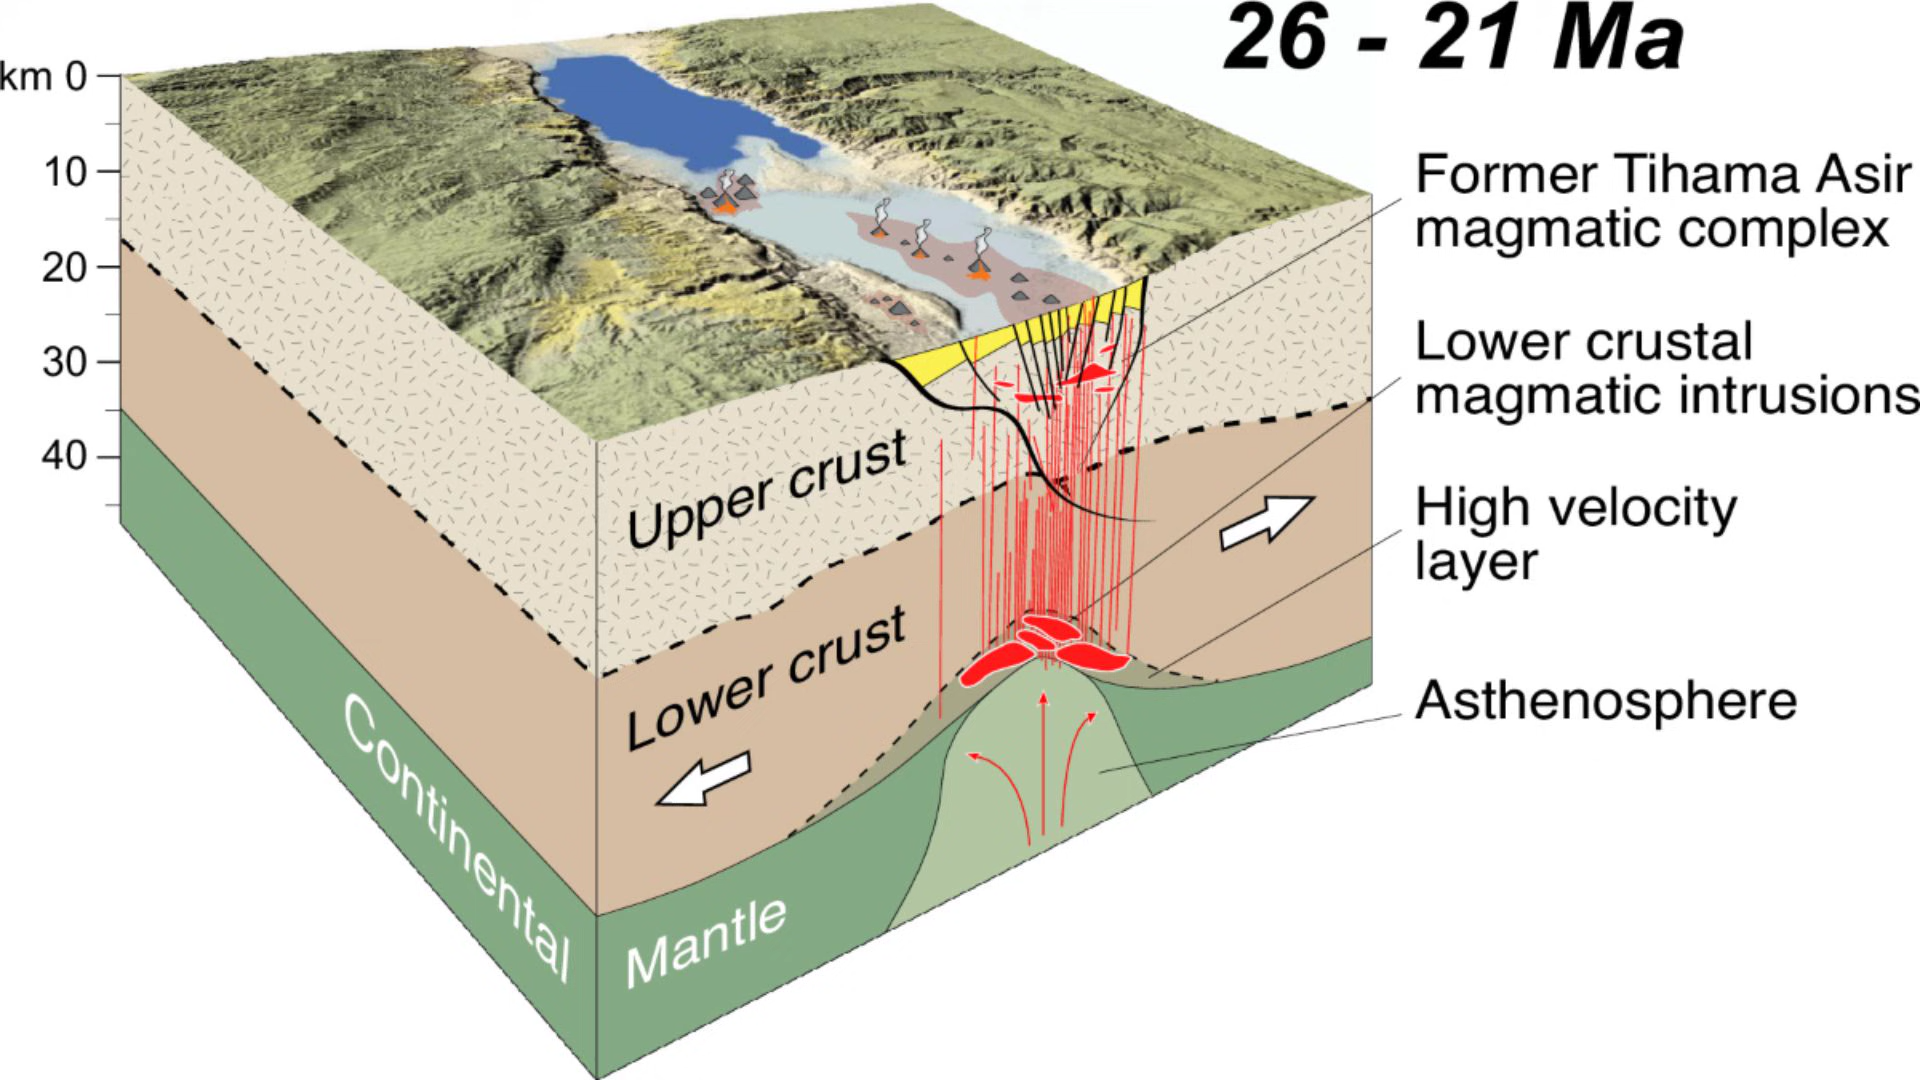 26 - 21 Ma
km 0
10
20
30
40
Former Tihama Asir
magmatic complex
Lower crustal
magmatic intrusions
High velocity
layer
Asthenosphere
Upper crust
Lower crust
Continental
Mantle